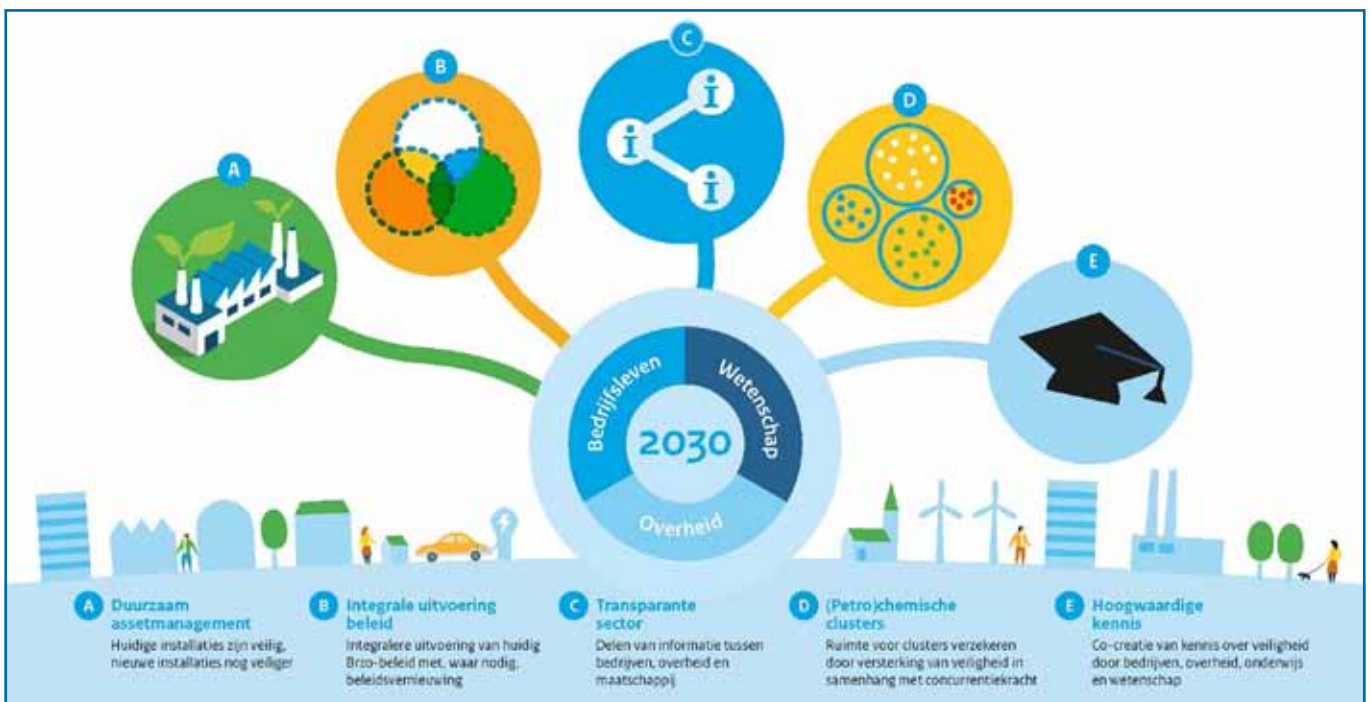 C
B
D
A
E
i
i
i
Bedrijfsleven
Wetenschap
2030
Overheid
A Duurzaam
assetmanagement
Huidige installaties zijn veilig,
nieuwe installaties nog veiliger
B Integrale uitvoering
beleid
Integralere uitvoering van huidig
Brzo-beleid met, waar nodig,
beleidsvernieuwing
C Transparante
sector
Delen van informatie tussen
bedrijven, overheid en
maatschappij
D (Petro)chemische
clusters
Ruimte voor clusters verzekeren
door versterking van veiligheid in
samenhang met concurrentiekracht
E Hoogwaardige
kennis
Co-creatie van kennis over veiligheid
door bedrijven, overheid, onderwijs
en wetenschap